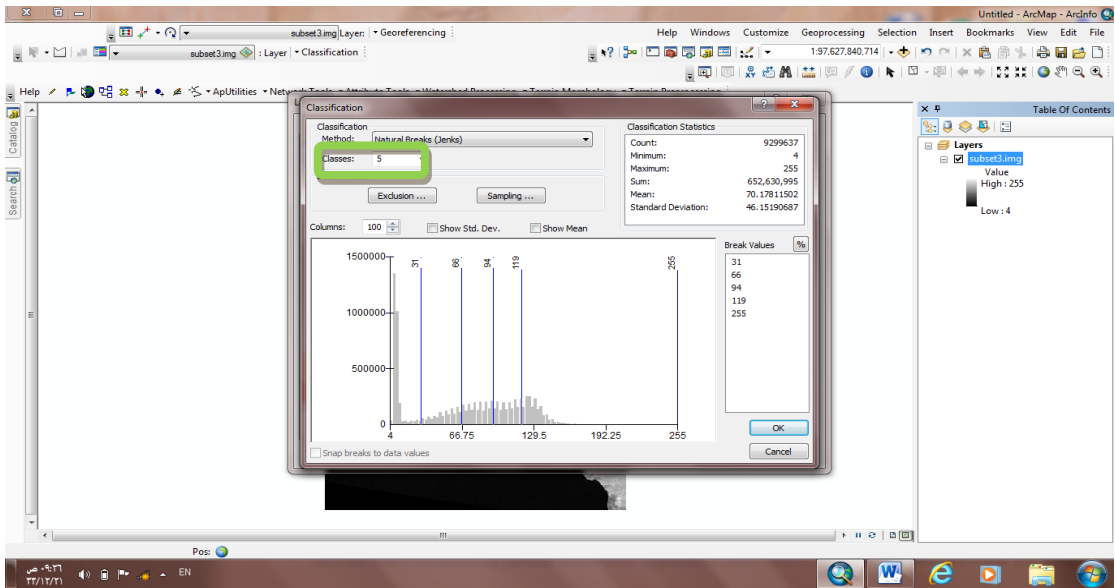 Untitled - ArcMap - ArcInfo
File Edit View Bookmarks Insert Selection Geoprocessing Customize Windows Help
Georeferencing Layer: subset3.img
1:97,627,840,714
Classification Layer : subset3.img
Help
ApUtilities
Catalog
Search
Table Of Contents
Layers
subset3.img
Value
High : 255
Low : 4
Classification
Classification
Method: Natural Breaks (Jenks)
Classes: 5
Exclusion ...
Sampling ...
Classification Statistics
Count: 9299637
Minimum: 4
Maximum: 255
Sum: 652,630,995
Mean: 70.17811502
Standard Deviation: 46.15190687
Columns: 100
Show Std. Dev.
Show Mean
Break Values
%
31
66
94
119
255
1500000
1000000
500000
0
31
66
94
119
255
4
66.75
129.5
192.25
255
Snap breaks to data values
OK
Cancel
Pos:
EN
٠٩:٢٦ ص
٣٣/١٢/٢١